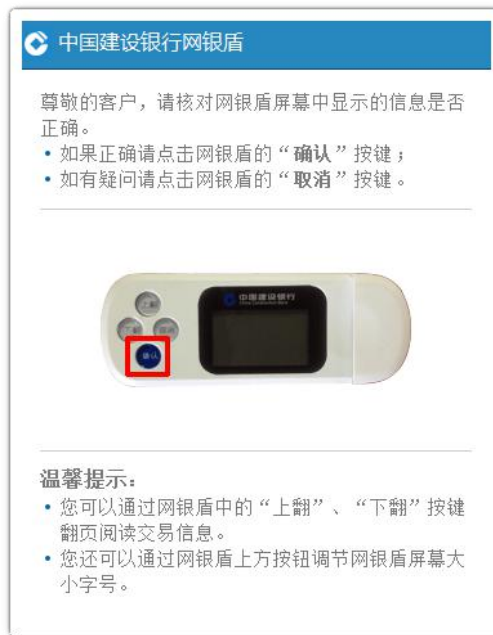 中国建设银行网银盾
尊敬的客户，请核对网银盾屏幕中显示的信息是否
正确。
• 如果正确请点击网银盾的“确认”按键；
• 如有疑问请点击网银盾的“取消”按键。
中国建设银行
China Construction Bank
上翻
下翻
取消
确认
温馨提示：
• 您可以通过网银盾中的“上翻”、“下翻”按键
翻页阅读交易信息。
• 您还可以通过网银盾上方按钮调节网银盾屏幕大
小字号。